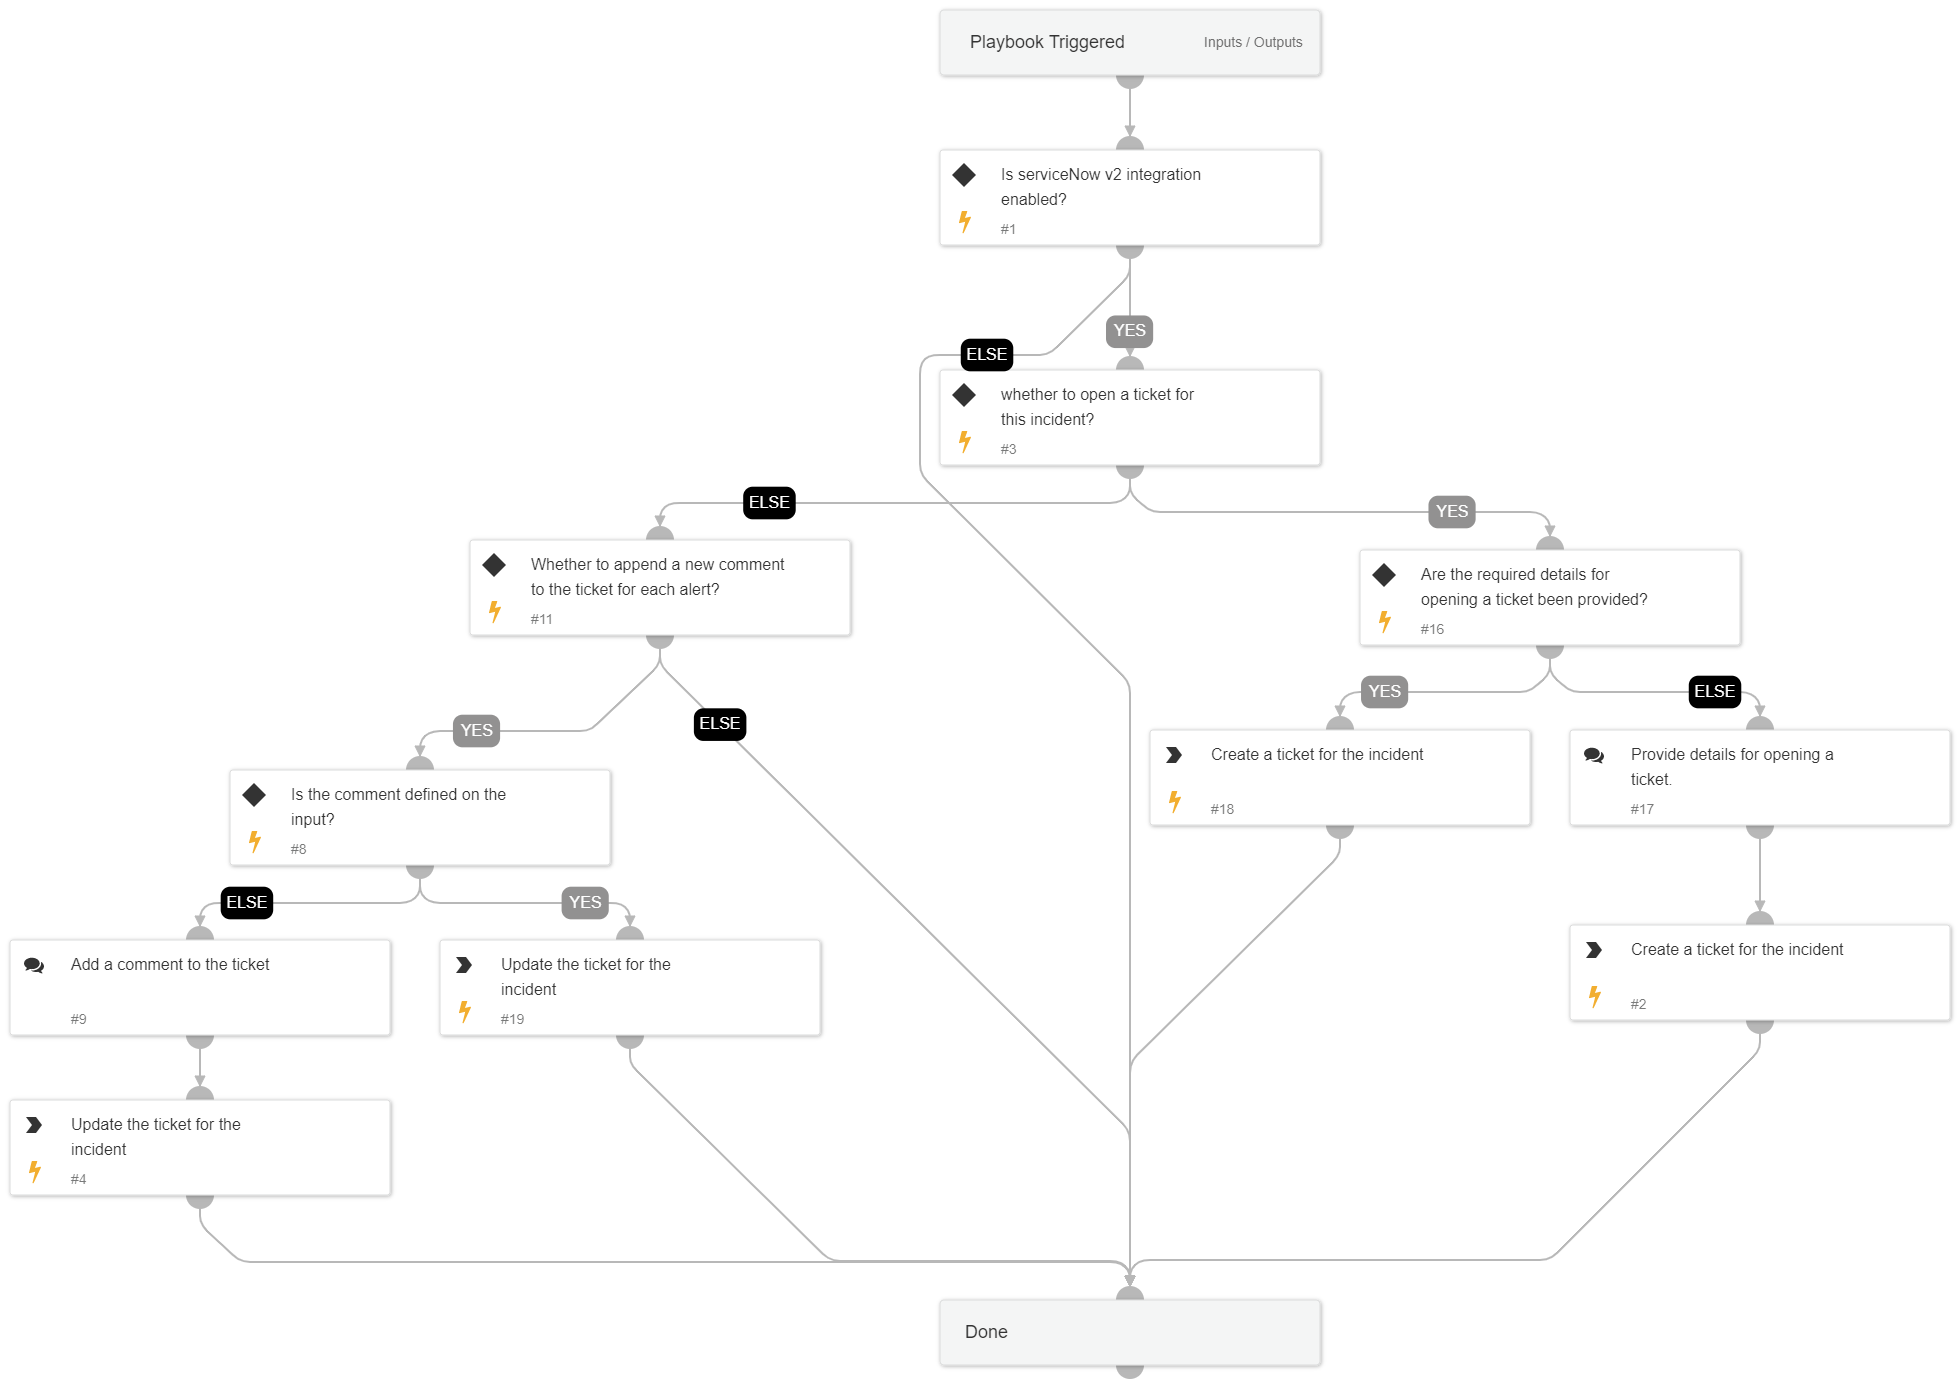 Playbook Triggered
Inputs / Outputs
Is serviceNow v2 integration
enabled?
#1
YES
ELSE
whether to open a ticket for
this incident?
#3
ELSE
YES
Whether to append a new comment
to the ticket for each alert?
#11
Are the required details for
opening a ticket been provided?
#16
YES
ELSE
YES
ELSE
Create a ticket for the incident
#18
Provide details for opening a
ticket.
#17
Is the comment defined on the
input?
#8
ELSE
YES
Add a comment to the ticket
#9
Update the ticket for the
incident
#19
Create a ticket for the incident
#2
Update the ticket for the
incident
#4
Done